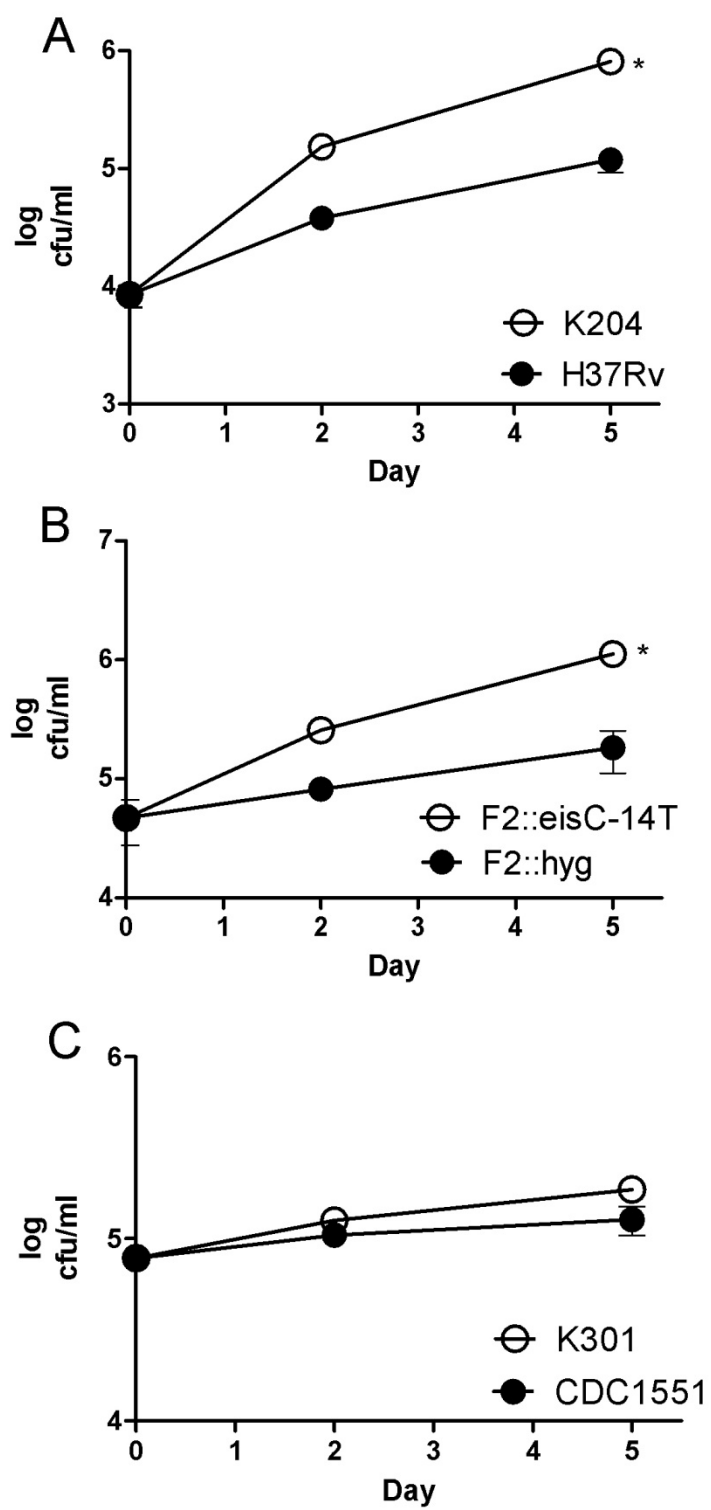 A
6
*
5
log
cfu/ml
4
K204
H37Rv
3
0 1 2 3 4 5
Day
B
7
6
*
log
cfu/ml
5
F2::eisC-14T
F2::hyg
4
0 1 2 3 4 5
Day
C
6
5
log
cfu/ml
K301
CDC1551
4
0 1 2 3 4 5
Day